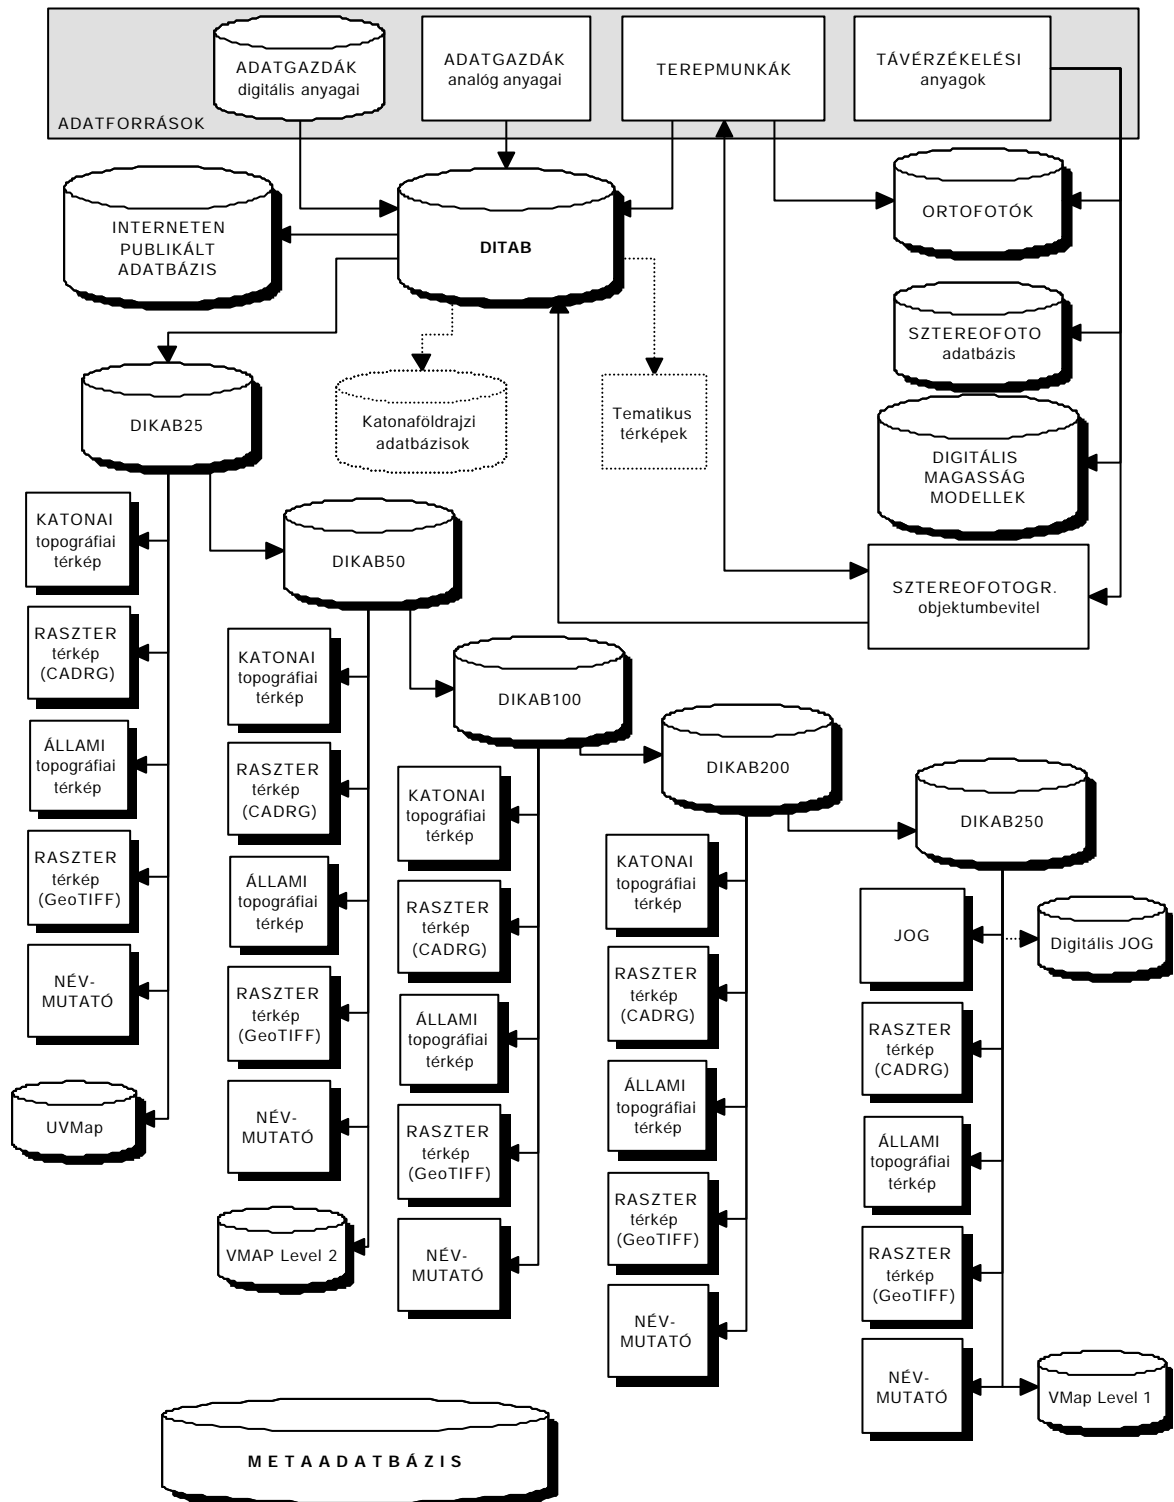 ADATGAZDÁK
digitális anyagai
ADATGAZDÁK
analóg anyagai
TEREPMUNKÁK
TÁVÉRZÉKELÉSI
anyagok
ADATFORRÁSOK
INTERNETEN
PUBLIKÁLT
ADATBÁZIS
DITAB
ORTOFOTÓK
SZTEREOFOTO
adatbázis
DIGITÁLIS
MAGASSÁG
MODELLEK
SZTEREOFOTOGR.
objektumbevitel
Katonaföldrajzi
adatbázisok
Tematikus
térképek
DIKAB25
KATONAI
topográfiai
térkép
RASZTER
térkép
(CADRG)
ÁLLAMI
topográfiai
térkép
RASZTER
térkép
(GeoTIFF)
NÉV-
MUTATÓ
UVMap
DIKAB50
KATONAI
topográfiai
térkép
RASZTER
térkép
(CADRG)
ÁLLAMI
topográfiai
térkép
RASZTER
térkép
(GeoTIFF)
NÉV-
MUTATÓ
VMAP Level 2
DIKAB100
KATONAI
topográfiai
térkép
RASZTER
térkép
(CADRG)
ÁLLAMI
topográfiai
térkép
RASZTER
térkép
(GeoTIFF)
NÉV-
MUTATÓ
DIKAB200
KATONAI
topográfiai
térkép
RASZTER
térkép
(CADRG)
ÁLLAMI
topográfiai
térkép
RASZTER
térkép
(GeoTIFF)
NÉV-
MUTATÓ
DIKAB250
JOG
Digitális JOG
RASZTER
térkép
(CADRG)
ÁLLAMI
topográfiai
térkép
RASZTER
térkép
(GeoTIFF)
NÉV-
MUTATÓ
VMap Level 1
METAADATBÁZIS